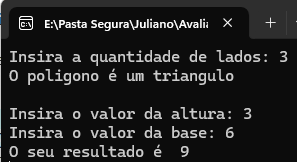 E:\Pasta Segura\Juliano\Avalia
Insira a quantidade de lados: 3
O poligono é um triangulo
Insira o valor da altura: 3
Insira o valor da base: 6
O seu resultado é  9